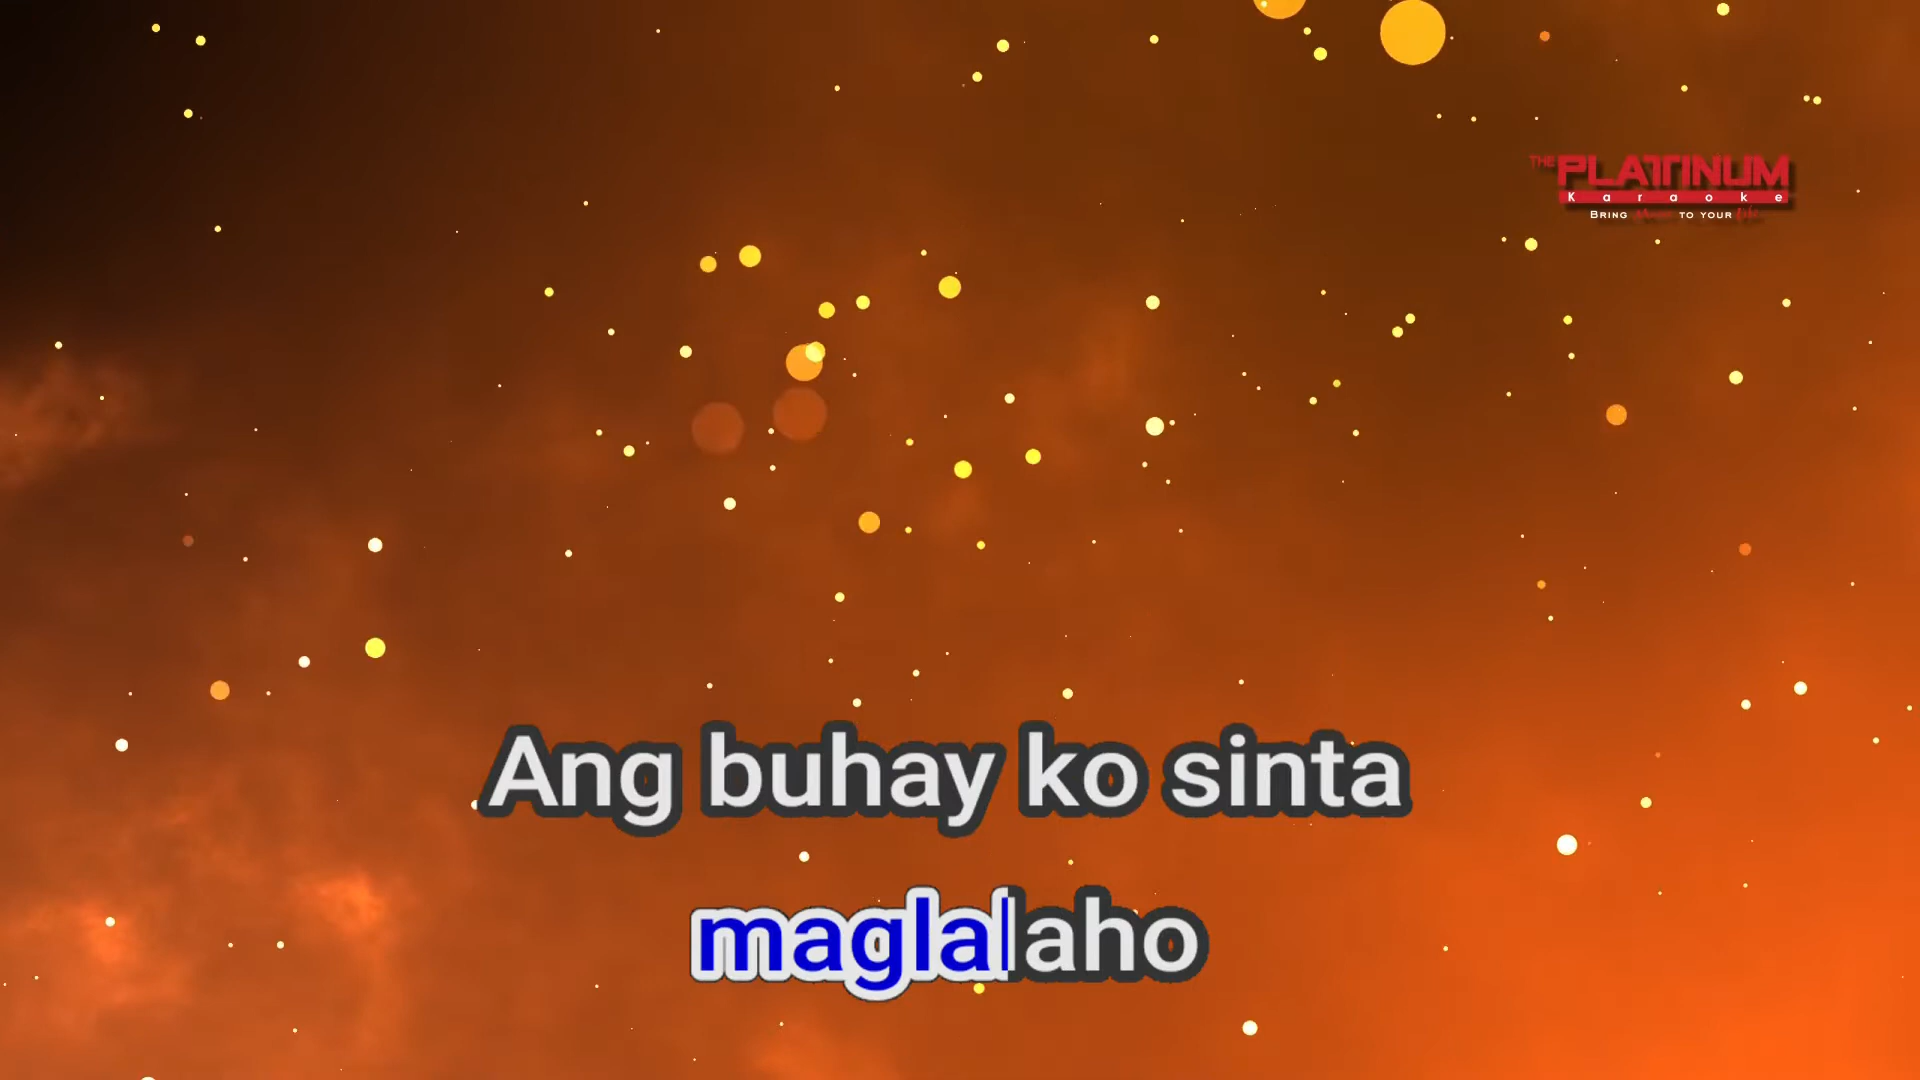 THE PLATINUM
Karaoke
BRING Music TO YOUR life
Ang buhay ko sinta
maglalaho